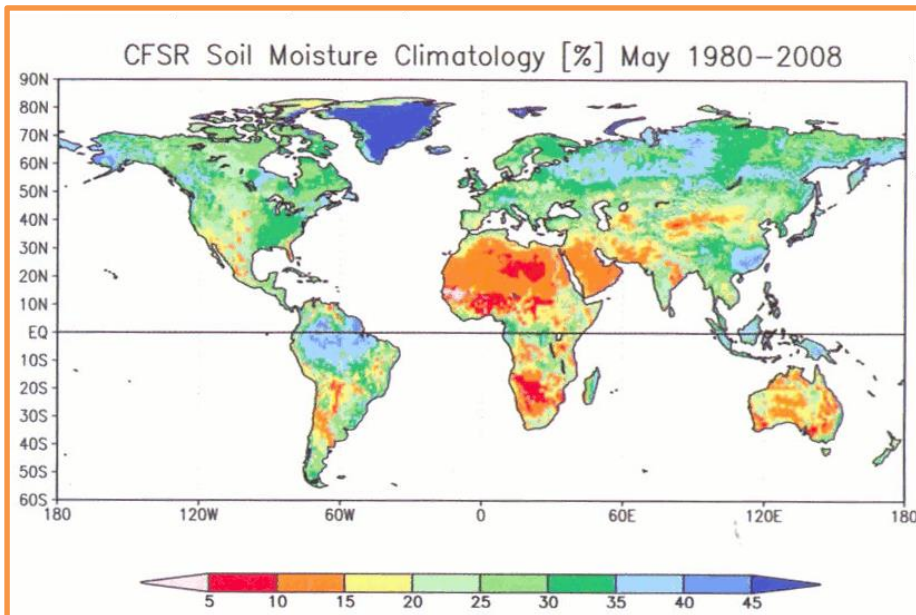 CFSR Soil Moisture Climatology [%] May 1980–2008
90N
80N
70N
60N
50N
40N
30N
20N
10N
EQ
10S
20S
30S
40S
50S
60S
180 120W 60W 0 60E 120E 180
5 10 15 20 25 30 35 40 45